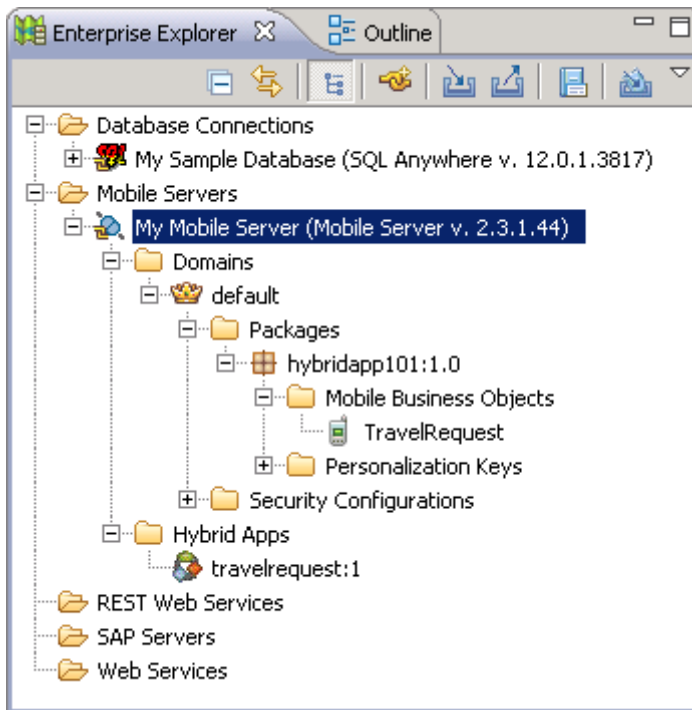 Enterprise Explorer
Outline
Database Connections
My Sample Database (SQL Anywhere v. 12.0.1.3817)
Mobile Servers
My Mobile Server (Mobile Server v. 2.3.1.44)
Domains
default
Packages
hybridapp101:1.0
Mobile Business Objects
TravelRequest
Personalization Keys
Security Configurations
Hybrid Apps
travelrequest:1
REST Web Services
SAP Servers
Web Services